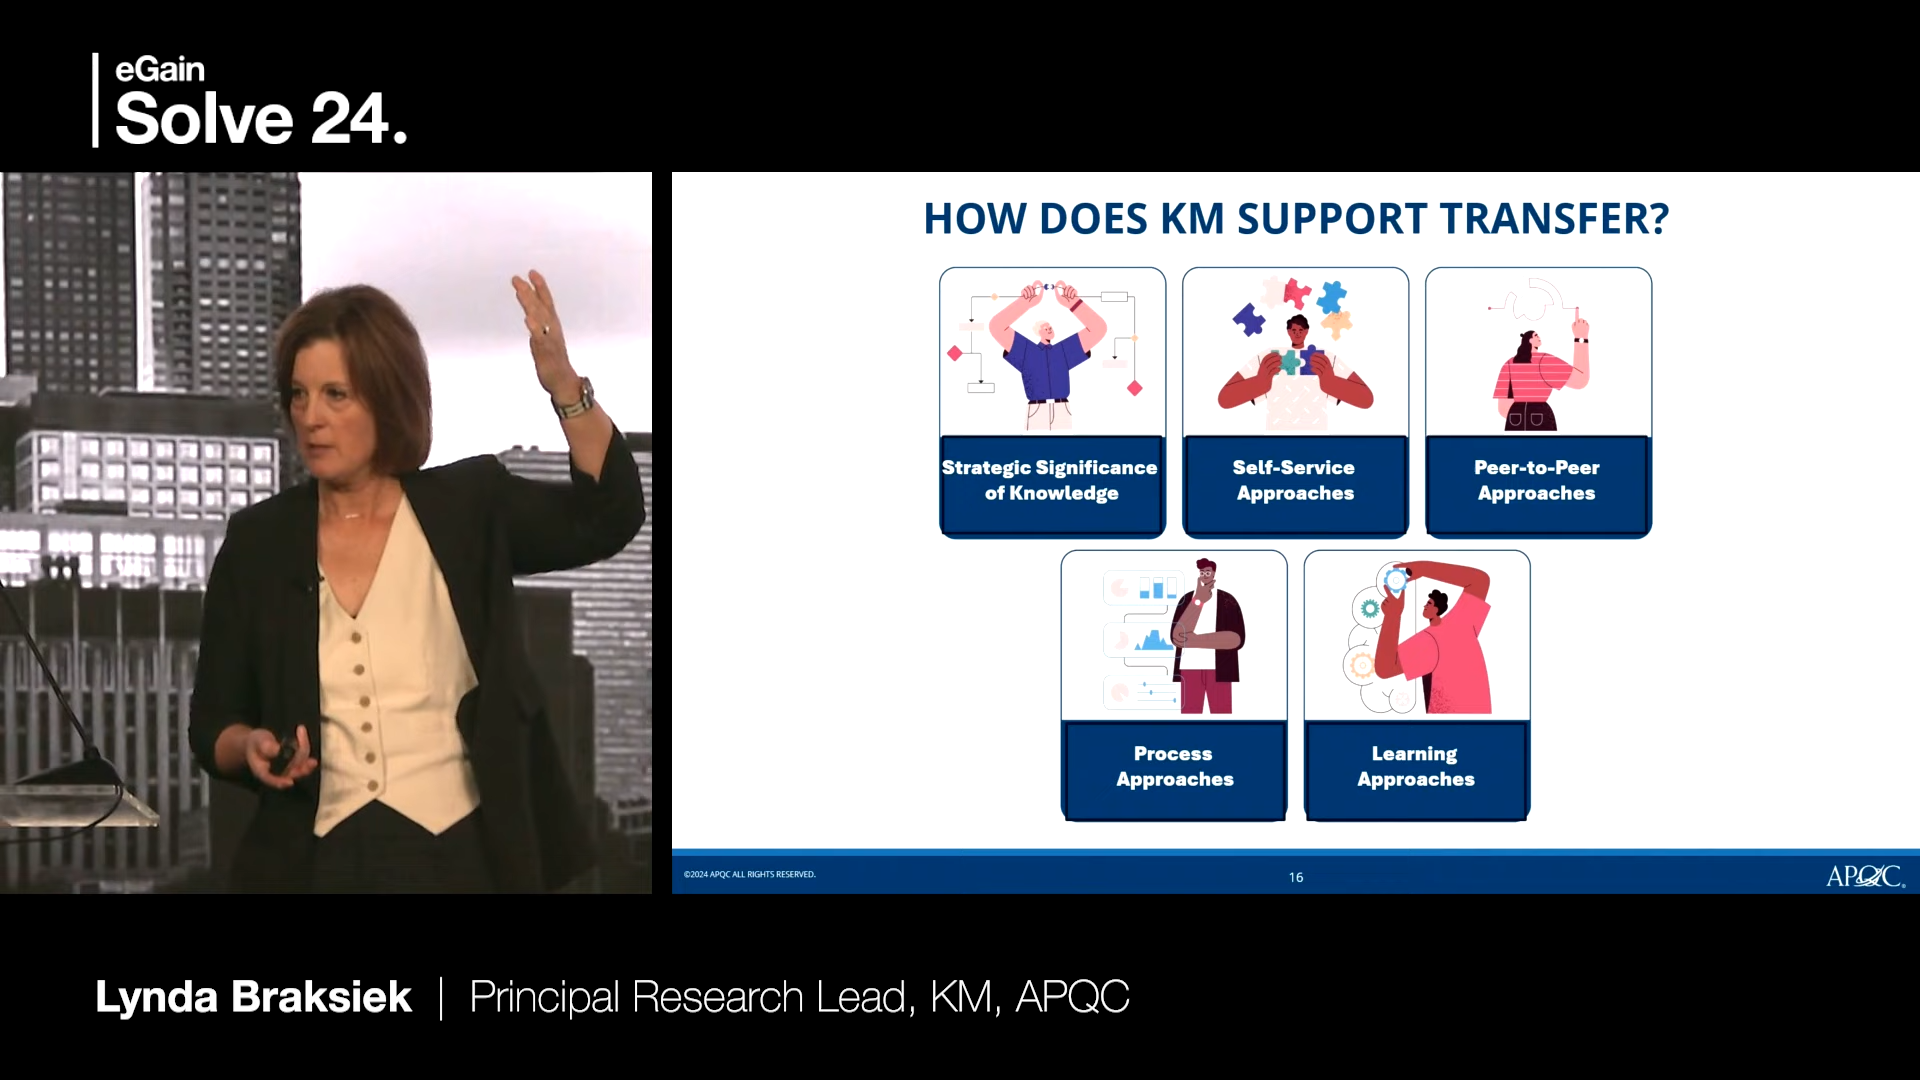 eGain
Solve 24.
HOW DOES KM SUPPORT TRANSFER?
Strategic Significance
of Knowledge
Self-Service
Approaches
Peer-to-Peer
Approaches
Process
Approaches
Learning
Approaches
©2024 APQC ALL RIGHTS RESERVED.
16
APQC
Lynda Braksiek | Principal Research Lead, KM, APQC